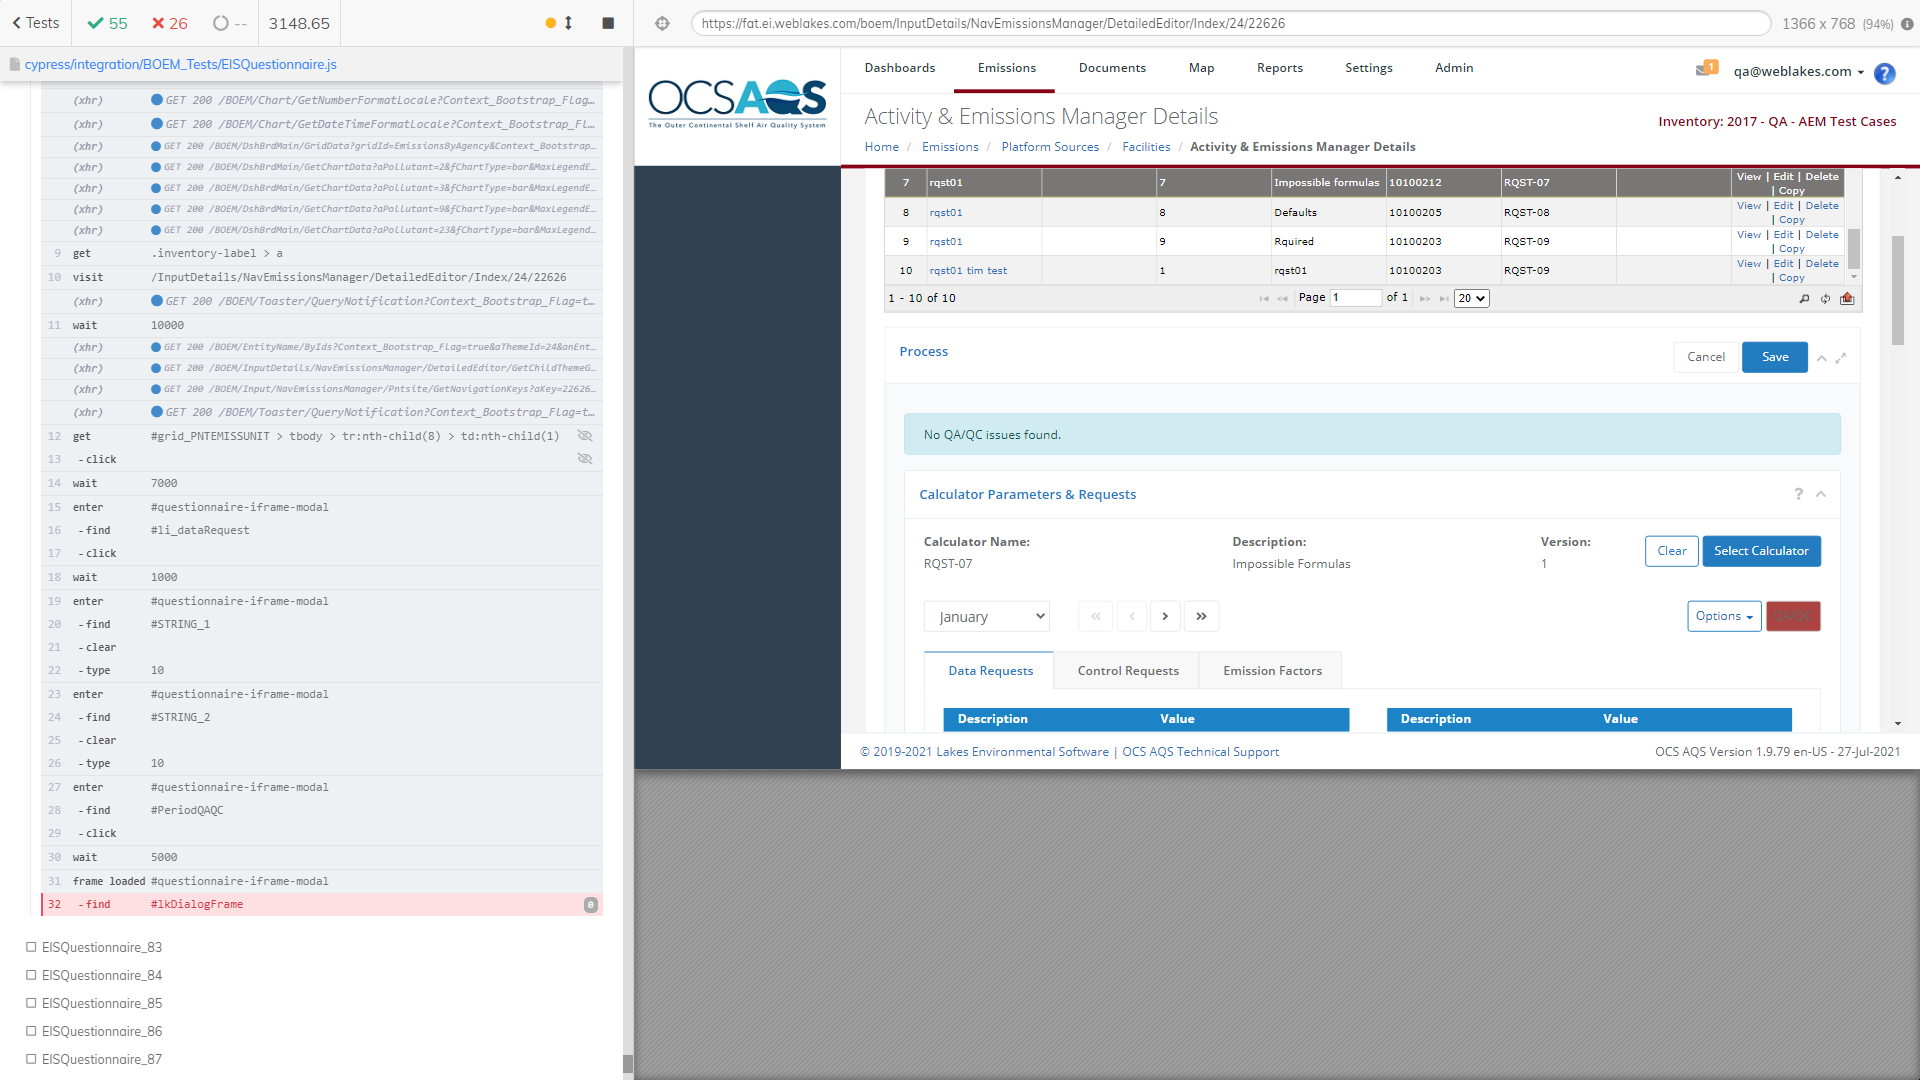 Tests
55
26
--
3148.65
cypress/integration/BOEM_Tests/EISQuestionnaire.js
(xhr) GET 200 /BOEM/Chart/GetNumberFormatLocale?Context_Bootstrap_Flag...
(xhr) GET 200 /BOEM/Chart/GetDateTimeFormatLocale?Context_Bootstrap_Fl...
(xhr) GET 200 /BOEM/DshBrdMain/GridData?gridId=EmissionsByAgency&Context_Bootstrap...
(xhr) GET 200 /BOEM/DshBrdMain/GetChartData?aPollutant=2&fChartType=bar&MaxLegendE...
(xhr) GET 200 /BOEM/DshBrdMain/GetChartData?aPollutant=3&fChartType=bar&MaxLegendE...
(xhr) GET 200 /BOEM/DshBrdMain/GetChartData?aPollutant=9&fChartType=bar&MaxLegendE...
(xhr) GET 200 /BOEM/DshBrdMain/GetChartData?aPollutant=23&fChartType=bar&MaxLegend...
9 get .inventory-label > a
10 visit /InputDetails/NavEmissionsManager/DetailedEditor/Index/24/22626
(xhr) GET 200 /BOEM/Toaster/QueryNotification?Context_Bootstrap_Flag=t...
11 wait 10000
(xhr) GET 200 /BOEM/EntityName/ByIds?Context_Bootstrap_Flag=true&aThemeId=24&anEnt...
(xhr) GET 200 /BOEM/InputDetails/NavEmissionsManager/DetailedEditor/GetChildThemeG...
(xhr) GET 200 /BOEM/Input/NavEmissionsManager/Pntsite/GetNavigationKeys?aKey=22626...
(xhr) GET 200 /BOEM/Toaster/QueryNotification?Context_Bootstrap_Flag=t...
12 get #grid_PNTEMISSUNIT > tbody > tr:nth-child(8) > td:nth-child(1)
13 -click
14 wait 7000
15 enter #questionnaire-iframe-modal
16 -find #li_dataRequest
17 -click
18 wait 1000
19 enter #questionnaire-iframe-modal
20 -find #STRING_1
21 -clear
22 -type 10
23 enter #questionnaire-iframe-modal
24 -find #STRING_2
25 -clear
26 -type 10
27 enter #questionnaire-iframe-modal
28 -find #PeriodQAQC
29 -click
30 wait 5000
31 frame loaded #questionnaire-iframe-modal
32 -find #lkDialogFrame 0
EISQuestionnaire_83
EISQuestionnaire_84
EISQuestionnaire_85
EISQuestionnaire_86
EISQuestionnaire_87
https://fat.ei.weblakes.com/boem/InputDetails/NavEmissionsManager/DetailedEditor/Index/24/22626
1366 x 768 (94%)
OCSAQS
The Outer Continental Shelf Air Quality System
Dashboards Emissions Documents Map Reports Settings Admin
1
qa@weblakes.com
?
Activity & Emissions Manager Details
Inventory: 2017 - QA - AEM Test Cases
Home / Emissions / Platform Sources / Facilities / Activity & Emissions Manager Details
7 rqst01 7 Impossible formulas 10100212 RQST-07 View | Edit | Delete
| Copy
8 rqst01 8 Defaults 10100205 RQST-08 View | Edit | Delete
| Copy
9 rqst01 9 Rquired 10100203 RQST-09 View | Edit | Delete
| Copy
10 rqst01 tim test 1 rqst01 10100203 RQST-09 View | Edit | Delete
| Copy
1 - 10 of 10
Page 1 of 1
20
Process
Cancel
Save
No QA/QC issues found.
Calculator Parameters & Requests
?
Calculator Name: Description: Version:
RQST-07 Impossible Formulas 1
Clear
Select Calculator
January
Options
Data Requests Control Requests Emission Factors
Description Value Description Value
© 2019-2021 Lakes Environmental Software | OCS AQS Technical Support
OCS AQS Version 1.9.79 en-US - 27-Jul-2021